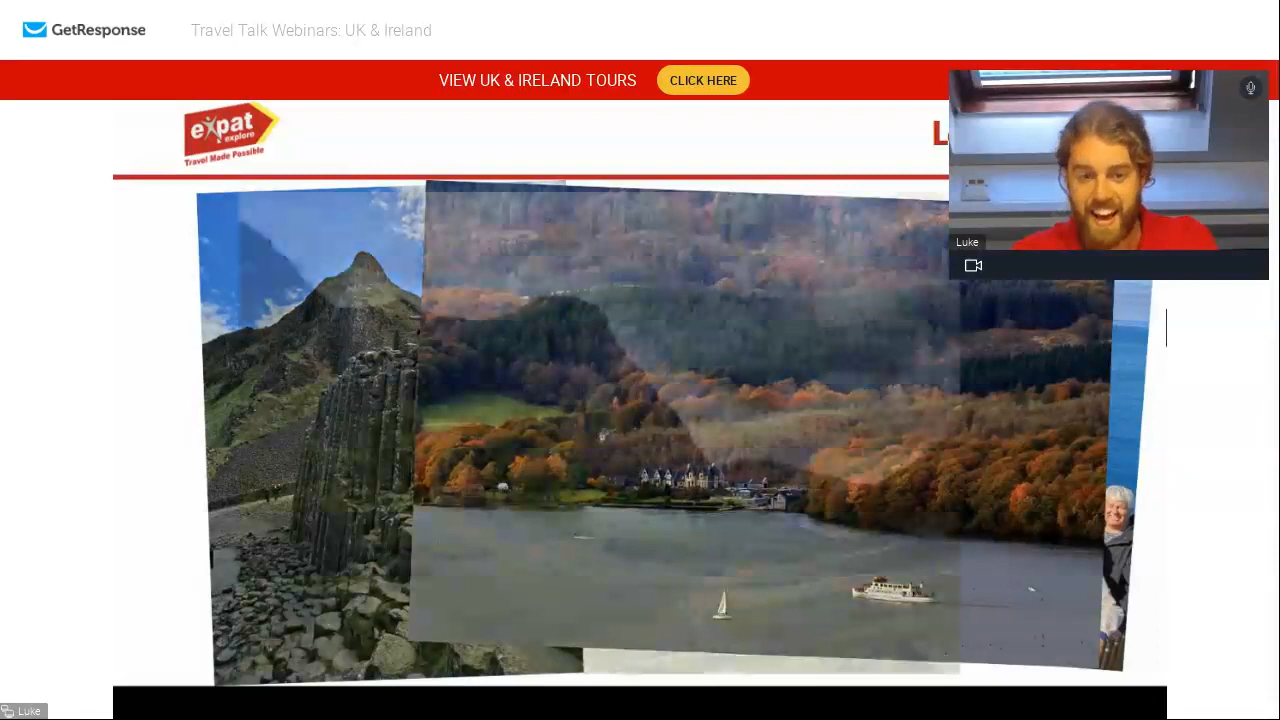 GetResponse
Travel Talk Webinars: UK & Ireland
VIEW UK & IRELAND TOURS
CLICK HERE
expat
explore
Travel Made Possible
Luke
Luke